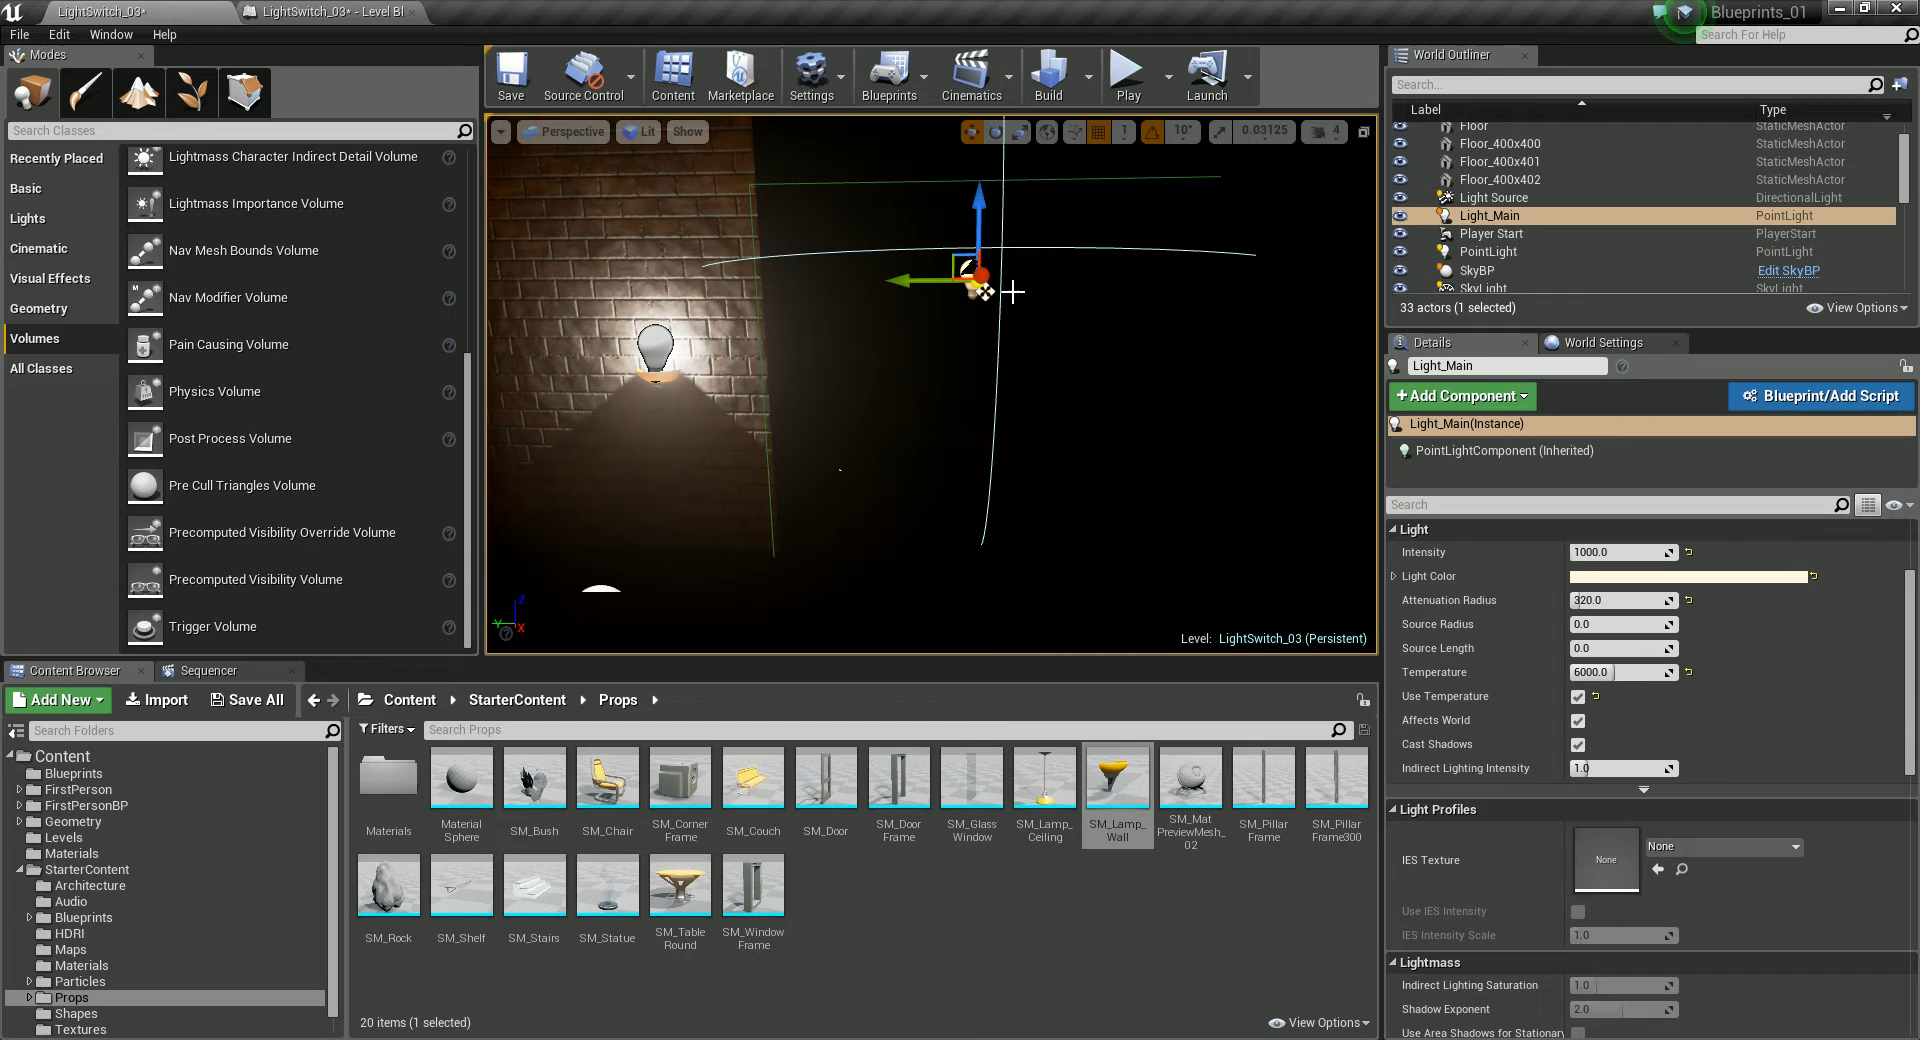 LightSwitch_03*
LightSwitch_03* - Level Bl
Blueprints_01
File Edit Window Help
Search For Help
Modes
Search Classes
Recently Placed
Basic
Lights
Cinematic
Visual Effects
Geometry
Volumes
All Classes
Lightmass Character Indirect Detail Volume
Lightmass Importance Volume
Nav Mesh Bounds Volume
Nav Modifier Volume
Pain Causing Volume
Physics Volume
Post Process Volume
Pre Cull Triangles Volume
Precomputed Visibility Override Volume
Precomputed Visibility Volume
Trigger Volume
Save Source Control Content Marketplace Settings Blueprints Cinematics Build Play Launch
Perspective Lit Show 1 10° 0.03125 4
Z
Y
X
Level: LightSwitch_03 (Persistent)
World Outliner
Search...
Label Type
Floor StaticMeshActor
Floor_400x400 StaticMeshActor
Floor_400x401 StaticMeshActor
Floor_400x402 StaticMeshActor
Light Source DirectionalLight
Light_Main PointLight
Player Start PlayerStart
PointLight PointLight
SkyBP Edit SkyBP
SkyLight SkyLight
33 actors (1 selected) View Options
Details World Settings
Light_Main
+Add Component Blueprint/Add Script
Light_Main(Instance)
PointLightComponent (Inherited)
Search
Light
Intensity 1000.0
Light Color
Attenuation Radius 320.0
Source Radius 0.0
Source Length 0.0
Temperature 6000.0
Use Temperature
Affects World
Cast Shadows
Indirect Lighting Intensity 1.0
Light Profiles
IES Texture None None
Use IES Intensity
IES Intensity Scale 1.0
Lightmass
Indirect Lighting Saturation 1.0
Shadow Exponent 2.0
Use Area Shadows for Stationary
Content Browser Sequencer
Add New Import Save All Content StarterContent Props
Search Folders
Content
Blueprints
FirstPerson
FirstPersonBP
Geometry
Levels
Materials
StarterContent
Architecture
Audio
Blueprints
HDRI
Maps
Materials
Particles
Props
Shapes
Textures
Filters Search Props
Materials
Material Sphere
SM_Bush
SM_Chair
SM_Corner Frame
SM_Couch
SM_Door
SM_Door Frame
SM_Glass Window
SM_Lamp_ Ceiling
SM_Lamp_ Wall
SM_Mat PreviewMesh_ 02
SM_Pillar Frame
SM_Pillar Frame300
SM_Rock
SM_Shelf
SM_Stairs
SM_Statue
SM_Table Round
SM_Window Frame
20 items (1 selected) View Options